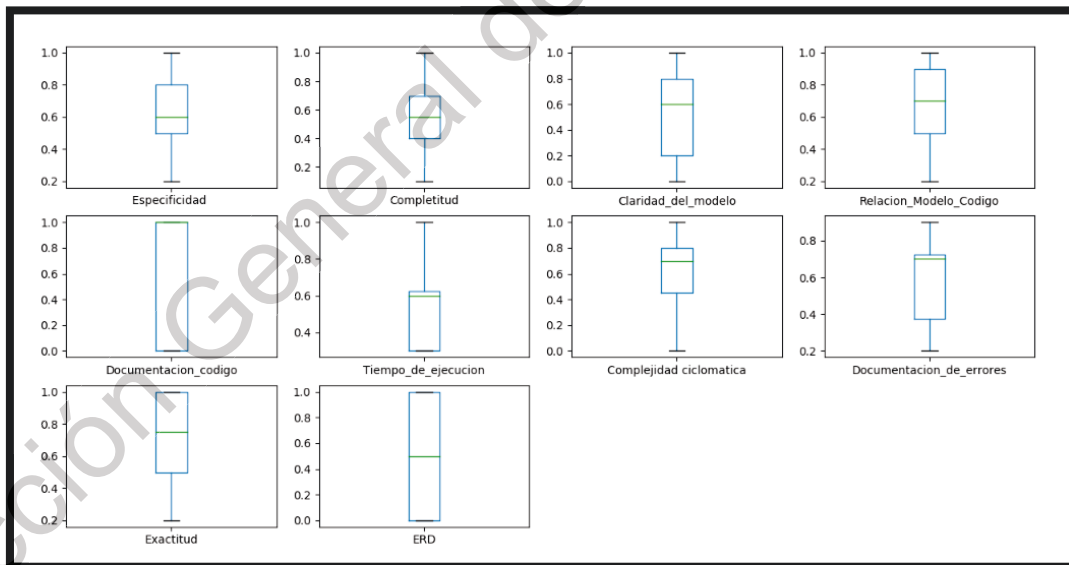 1.0 1.0 1.0 1.0
0.8 0.8 0.8 0.8
0.6 0.6 0.6 0.6
0.4 0.4 0.4 0.4
0.2 0.2 0.2 0.2
0.0
Especificidad Completitud Claridad_del_modelo Relacion_Modelo_Codigo
1.0 1.0 1.0
0.8 0.8 0.8 0.8
0.6 0.6 0.6 0.6
0.4 0.4 0.4 0.4
0.2 0.2 0.2
0.0 0.0
Documentacion_codigo Tiempo_de_ejecucion Complejidad ciclomatica Documentacion_de_errores
1.0 1.0
0.8 0.8
0.6 0.6
0.4 0.4
0.2 0.2
0.0
Exactitud ERD
cción General d